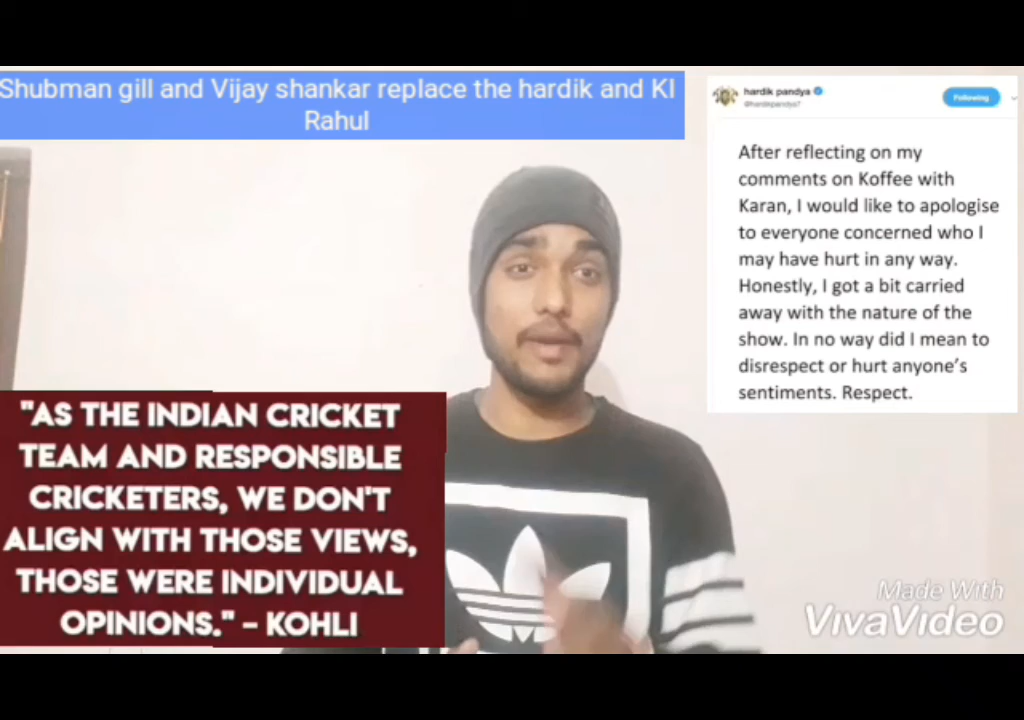 Shubman gill and Vijay shankar replace the hardik and Kl
Rahul
hardik pandya
@hardikpandya7
Following
After reflecting on my
comments on Koffee with
Karan, I would like to apologise
to everyone concerned who I
may have hurt in any way.
Honestly, I got a bit carried
away with the nature of the
show. In no way did I mean to
disrespect or hurt anyone's
sentiments. Respect.
"AS THE INDIAN CRICKET
TEAM AND RESPONSIBLE
CRICKETERS, WE DON'T
ALIGN WITH THOSE VIEWS,
THOSE WERE INDIVIDUAL
OPINIONS." – KOHLI
Made With
VivaVideo